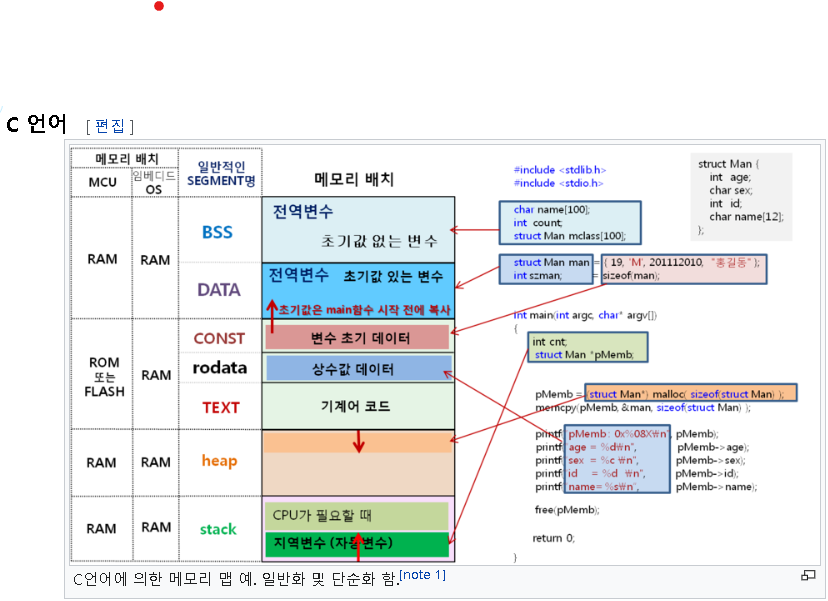 C 언어 [ 편집 ]
메모리 배치
MCU
임베디드
OS
일반적인
SEGMENT명
메모리 배치
RAM
RAM
BSS
전역변수
초기값 없는 변수
DATA
전역변수 초기값 있는 변수
초기값은 main함수 시작 전에 복사
ROM
또는
FLASH
RAM
CONST
변수 초기 데이터
rodata
상수값 데이터
TEXT
기계어 코드
RAM
RAM
heap
RAM
RAM
stack
CPU가 필요할 때
지역변수 (자동변수)
#include <stdlib.h>
#include <stdio.h>
struct Man {
int age;
char sex;
int id;
char name[12];
};
char name[100];
int count;
struct Man mclass[100];
struct Man man = { 19, 'M', 201112010, "홍길동" };
int szman; = sizeof(man);
int main(int argc, char* argv[])
{
int cnt;
struct Man *pMemb;
pMemb = (struct Man*) malloc( sizeof(struct Man) );
memcpy(pMemb, &man, sizeof(struct Man) );
printf("pMemb: 0x%08X₩n", pMemb);
printf("age = %d₩n", pMemb->age);
printf("sex = %c ₩n", pMemb->sex);
printf("id = %d ₩n", pMemb->id);
printf("name= %s₩n", pMemb->name);
free(pMemb);
return 0;
}
C언어에 의한 메모리 맵 예. 일반화 및 단순화 함.[note 1]